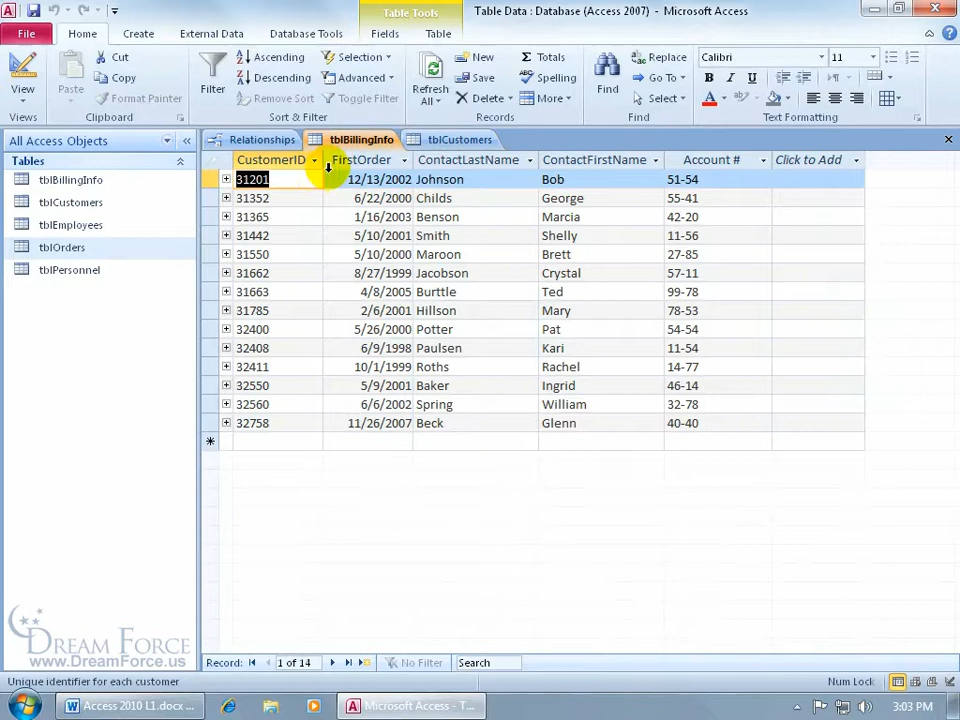 Table Tools
Table Data : Database (Access 2007) - Microsoft Access
File
Home
Create
External Data
Database Tools
Fields
Table
View
Views
Paste
Cut
Copy
Format Painter
Clipboard
Filter
Ascending
Descending
Remove Sort
Selection
Advanced
Toggle Filter
Sort & Filter
Refresh
All
New
Save
Delete
Totals
Spelling
More
Records
Find
Replace
Go To
Select
Find
Calibri
11
B I U
Text Formatting
All Access Objects
Tables
tblBillingInfo
tblCustomers
tblEmployees
tblOrders
tblPersonnel
Relationships
tblBillingInfo
tblCustomers
CustomerID FirstOrder ContactLastName ContactFirstName Account # Click to Add
31201 12/13/2002 Johnson Bob 51-54
31352 6/22/2000 Childs George 55-41
31365 1/16/2003 Benson Marcia 42-20
31442 5/10/2001 Smith Shelly 11-56
31550 5/10/2000 Maroon Brett 27-85
31662 8/27/1999 Jacobson Crystal 57-11
31663 4/8/2005 Burttle Ted 99-78
31785 2/6/2001 Hillson Mary 78-53
32400 5/26/2000 Potter Pat 54-54
32408 6/9/1998 Paulsen Kari 11-54
32411 10/1/1999 Roths Rachel 14-77
32550 5/9/2001 Baker Ingrid 46-14
32560 6/6/2002 Spring William 32-78
32758 11/26/2007 Beck Glenn 40-40
DREAM FORCE
www.DreamForce.us
Record: 1 of 14 No Filter Search
Unique identifier for each customer
Num Lock
Access 2010 L1.docx ...
Microsoft Access - T...
3:03 PM